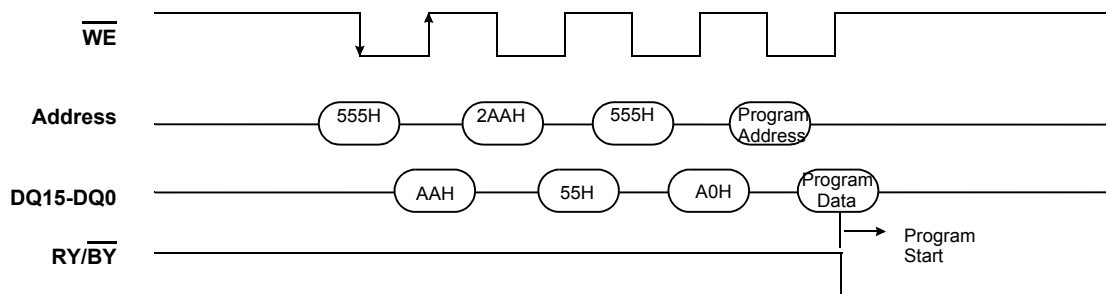 WE
Address
555H
2AAH
555H
Program
Address
DQ15-DQ0
AAH
55H
A0H
Program
Data
RY/BY
Program
Start